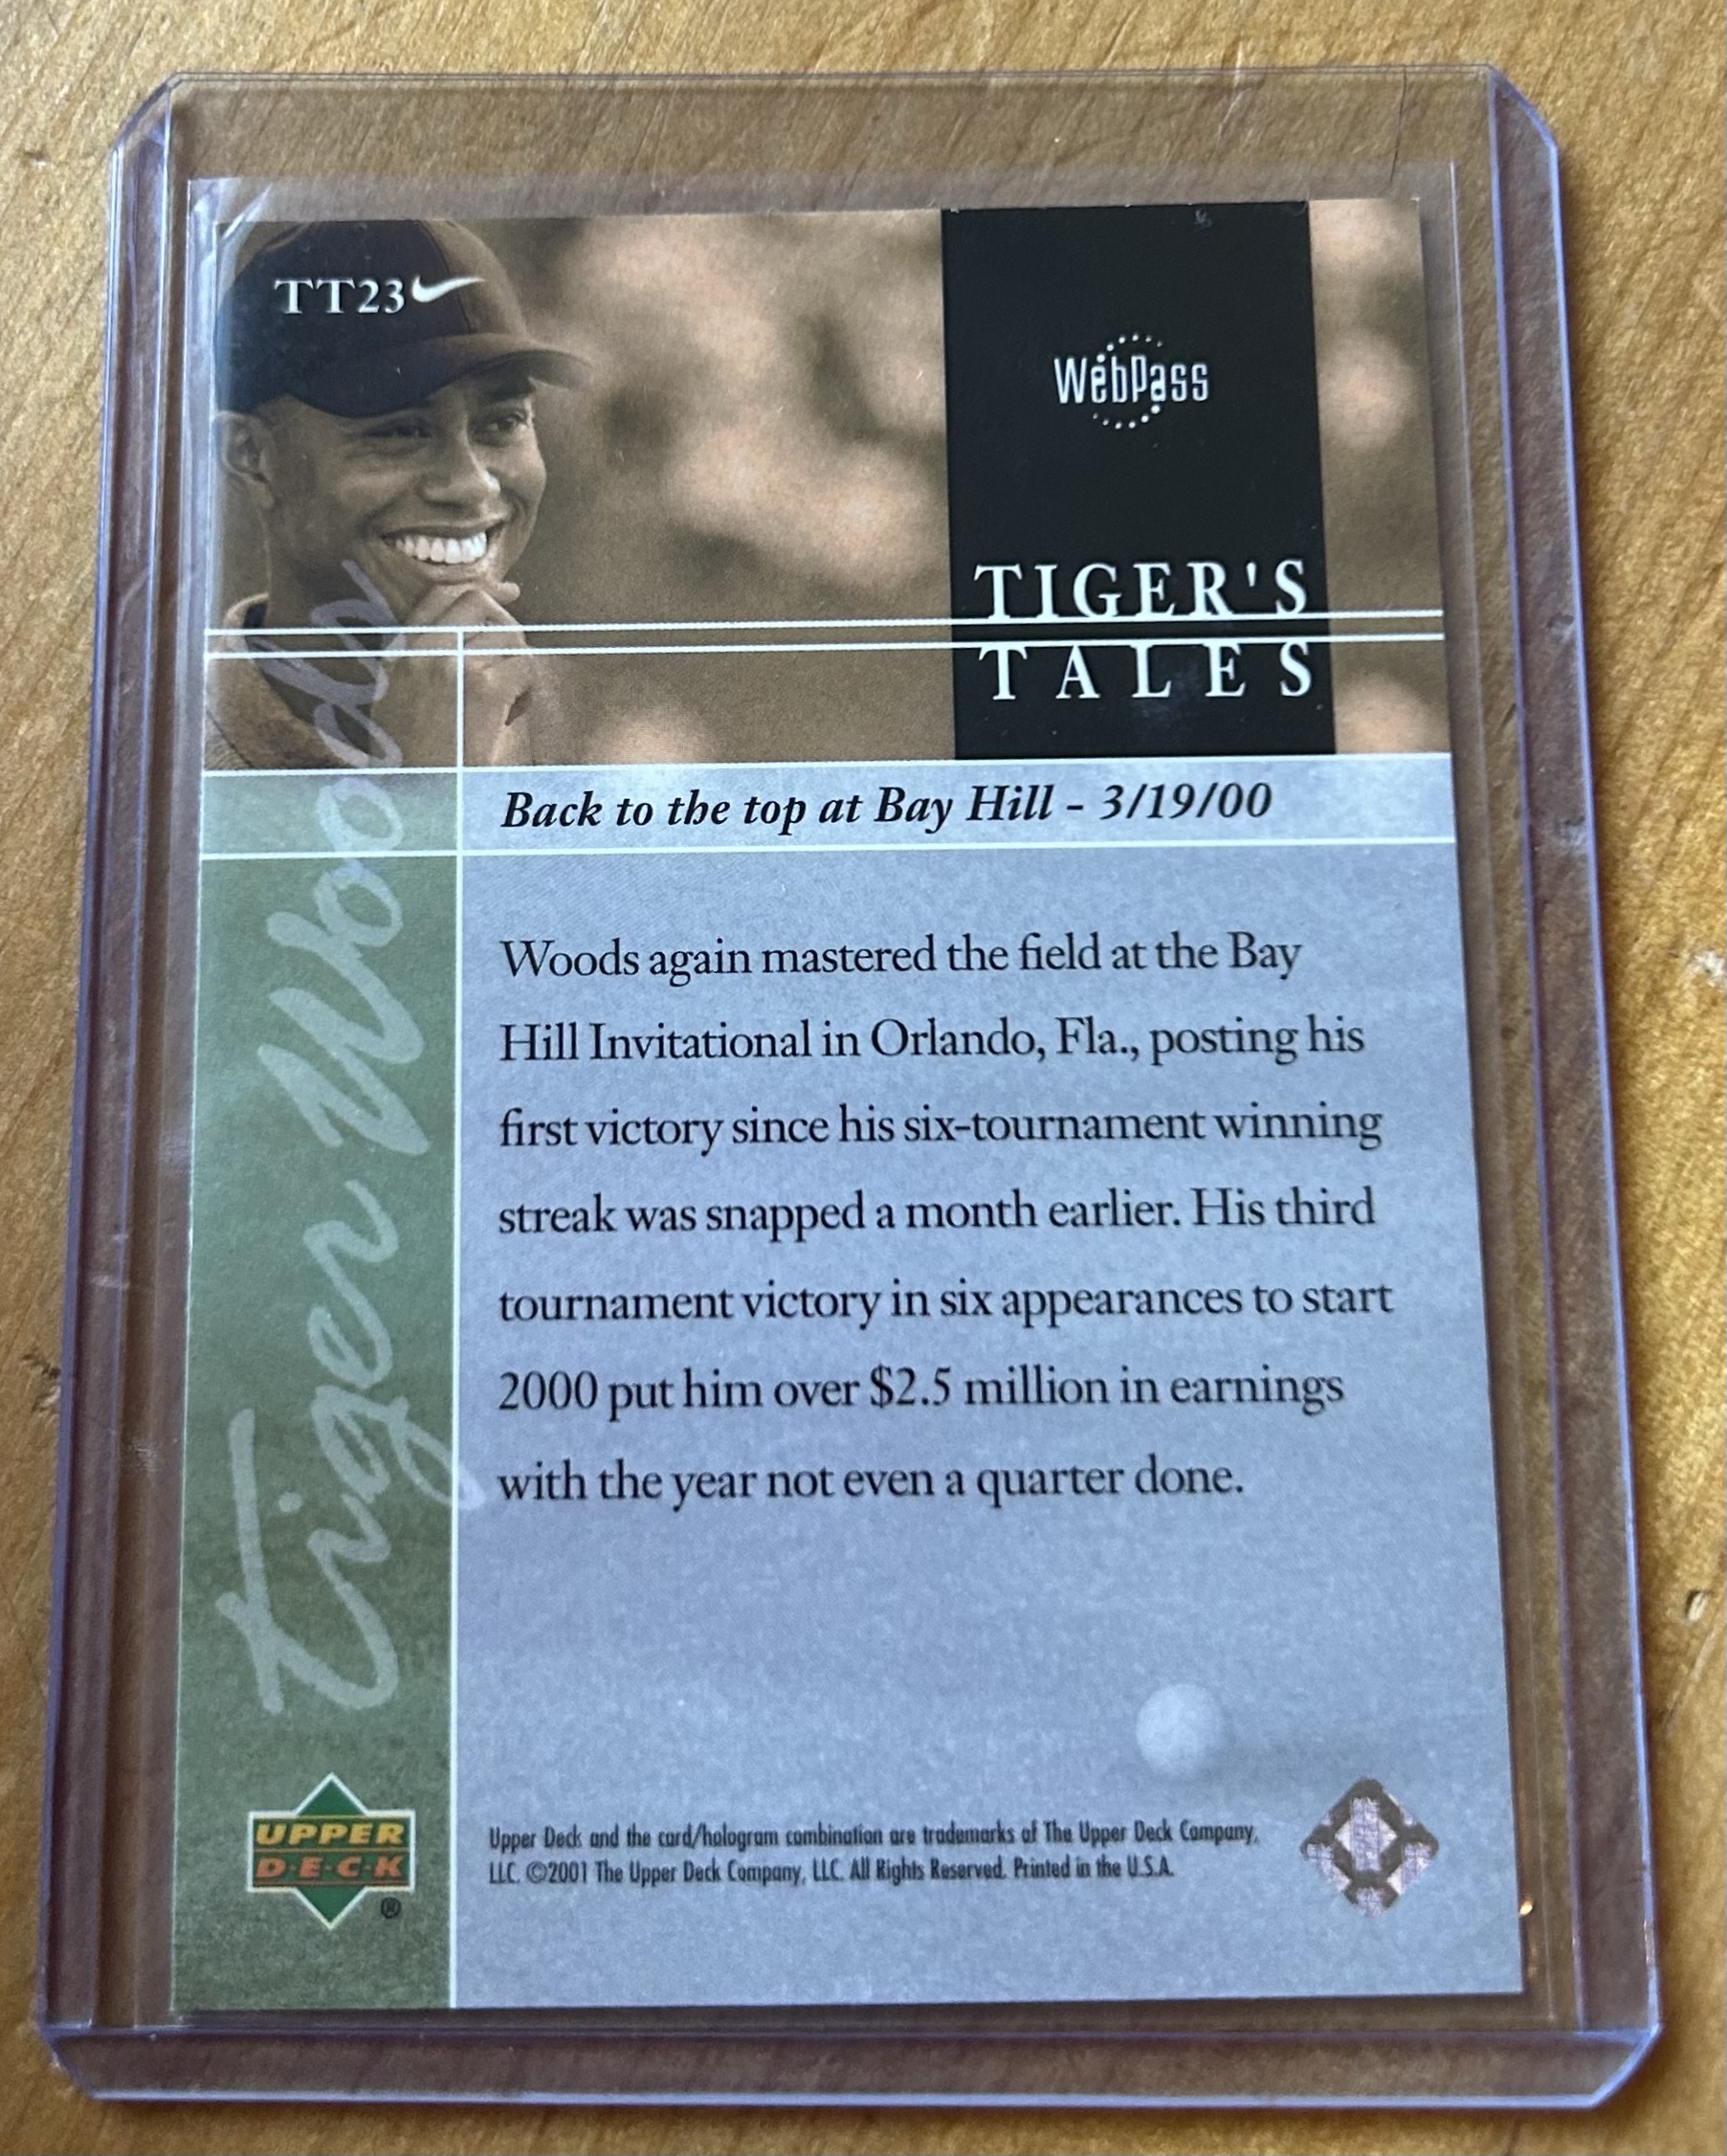 TT23
WebPass
TIGER'S
TALES
Back to the top at Bay Hill - 3/19/00
Woods again mastered the field at the Bay
Hill Invitational in Orlando, Fla., posting his
first victory since his six-tournament winning
streak was snapped a month earlier. His third
tournament victory in six appearances to start
2000 put him over $2.5 million in earnings
with the year not even a quarter done.
Tiger Woods
UPPER
D·E·C·K
®
Upper Deck and the card/hologram combination are trademarks of The Upper Deck Company,
LLC. ©2001 The Upper Deck Company, LLC. All Rights Reserved. Printed in the U.S.A.